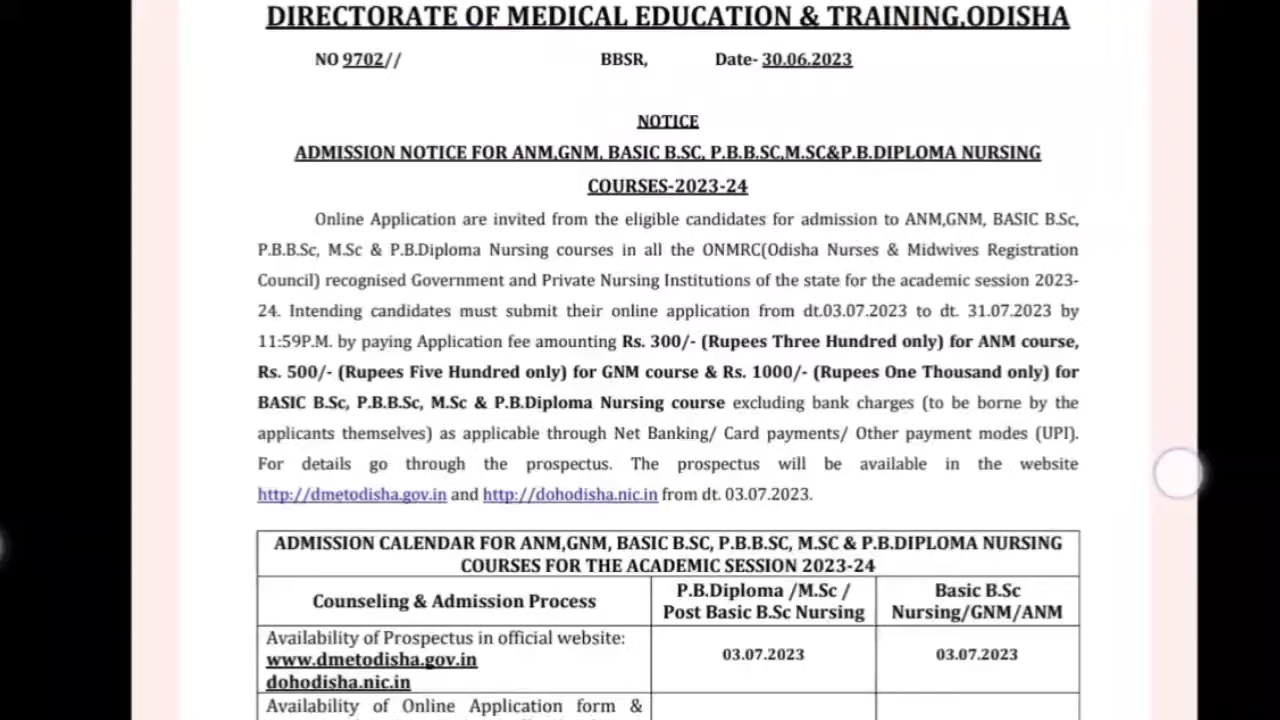 DIRECTORATE OF MEDICAL EDUCATION & TRAINING,ODISHA
NO 9702// BBSR, Date- 30.06.2023
NOTICE
ADMISSION NOTICE FOR ANM,GNM, BASIC B.SC, P.B.B.SC,M.SC&P.B.DIPLOMA NURSING
COURSES-2023-24
Online Application are invited from the eligible candidates for admission to ANM,GNM, BASIC B.Sc,
P.B.B.Sc, M.Sc & P.B.Diploma Nursing courses in all the ONMRC(Odisha Nurses & Midwives Registration
Council) recognised Government and Private Nursing Institutions of the state for the academic session 2023-
24. Intending candidates must submit their online application from dt.03.07.2023 to dt. 31.07.2023 by
11:59P.M. by paying Application fee amounting Rs. 300/- (Rupees Three Hundred only) for ANM course,
Rs. 500/- (Rupees Five Hundred only) for GNM course & Rs. 1000/- (Rupees One Thousand only) for
BASIC B.Sc, P.B.B.Sc, M.Sc & P.B.Diploma Nursing course excluding bank charges (to be borne by the
applicants themselves) as applicable through Net Banking/ Card payments/ Other payment modes (UPI).
For details go through the prospectus. The prospectus will be available in the website
http://dmetodisha.gov.in and http://dohodisha.nic.in from dt. 03.07.2023.
ADMISSION CALENDAR FOR ANM,GNM, BASIC B.SC, P.B.B.SC, M.SC & P.B.DIPLOMA NURSING
COURSES FOR THE ACADEMIC SESSION 2023-24
Counseling & Admission Process
P.B.Diploma /M.Sc /
Post Basic B.Sc Nursing
Basic B.Sc
Nursing/GNM/ANM
Availability of Prospectus in official website:
www.dmetodisha.gov.in
dohodisha.nic.in
03.07.2023
03.07.2023
Availability of Online Application form &